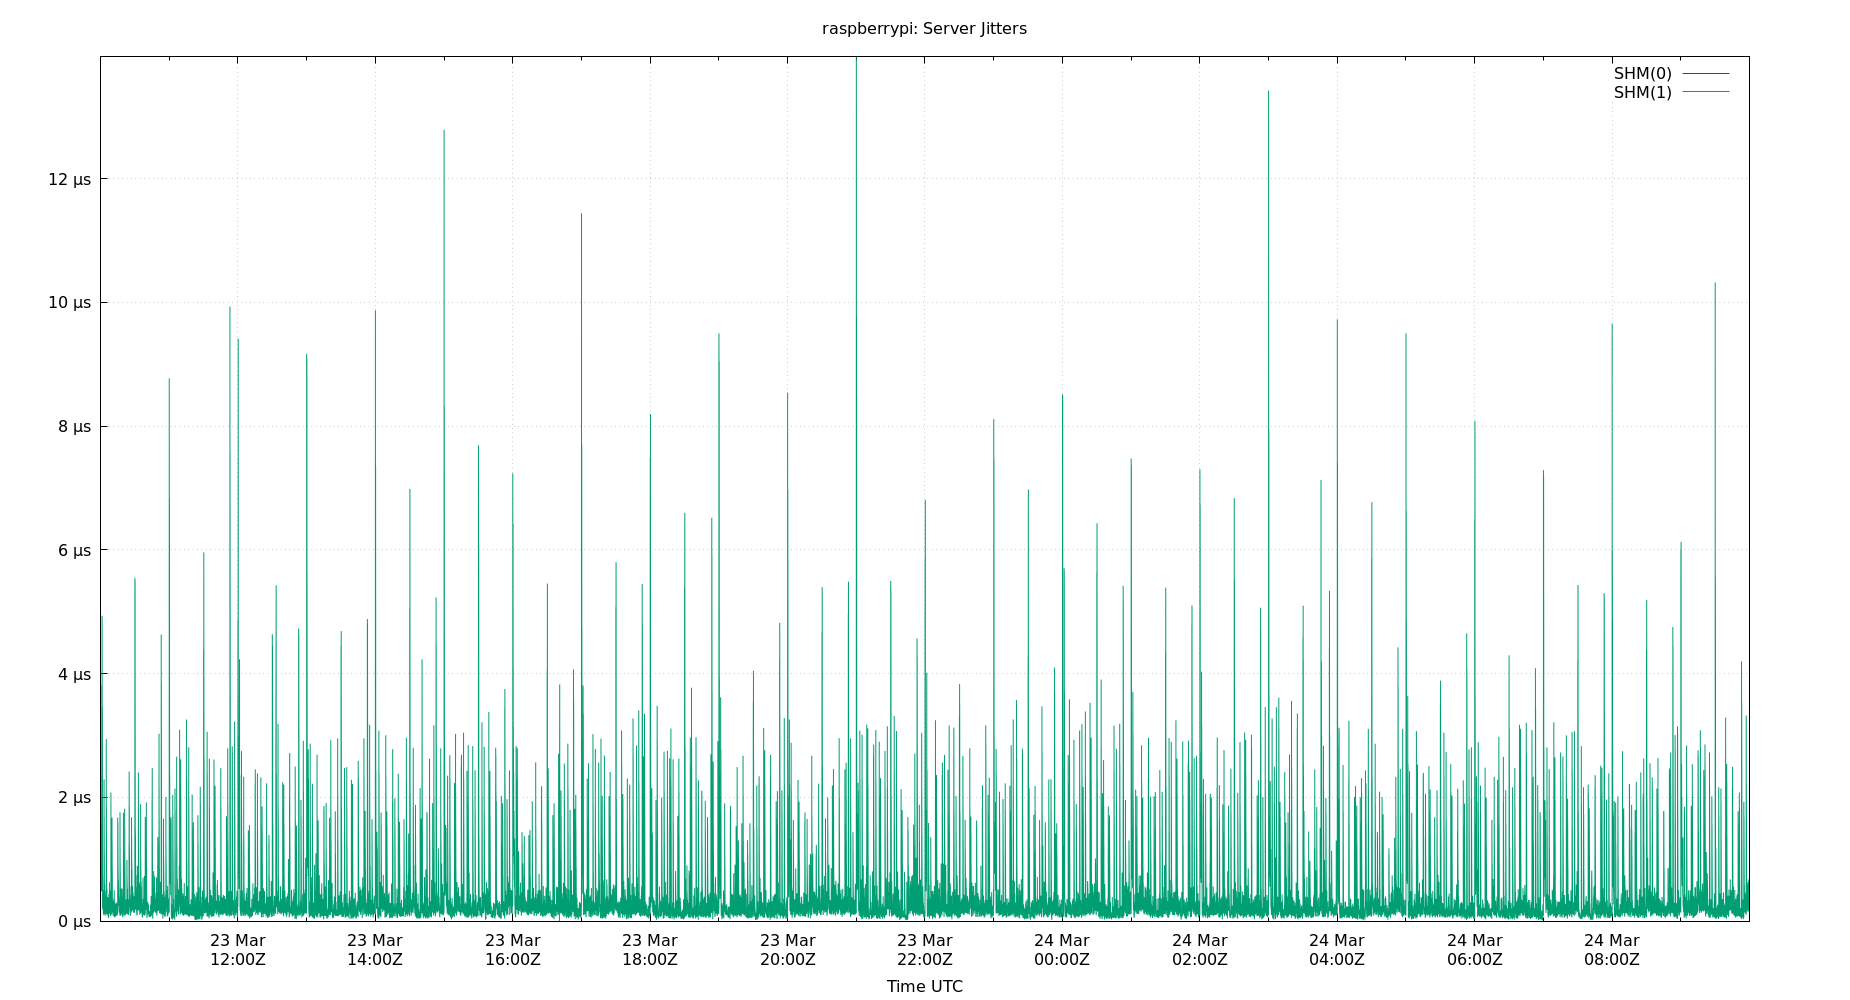 raspberrypi: Server Jitters
SHM(0)
SHM(1)
12 µs
10 µs
8 µs
6 µs
4 µs
2 µs
0 µs
23 Mar 23 Mar 23 Mar 23 Mar 23 Mar 23 Mar 24 Mar 24 Mar 24 Mar 24 Mar 24 Mar
12:00Z 14:00Z 16:00Z 18:00Z 20:00Z 22:00Z 00:00Z 02:00Z 04:00Z 06:00Z 08:00Z
Time UTC